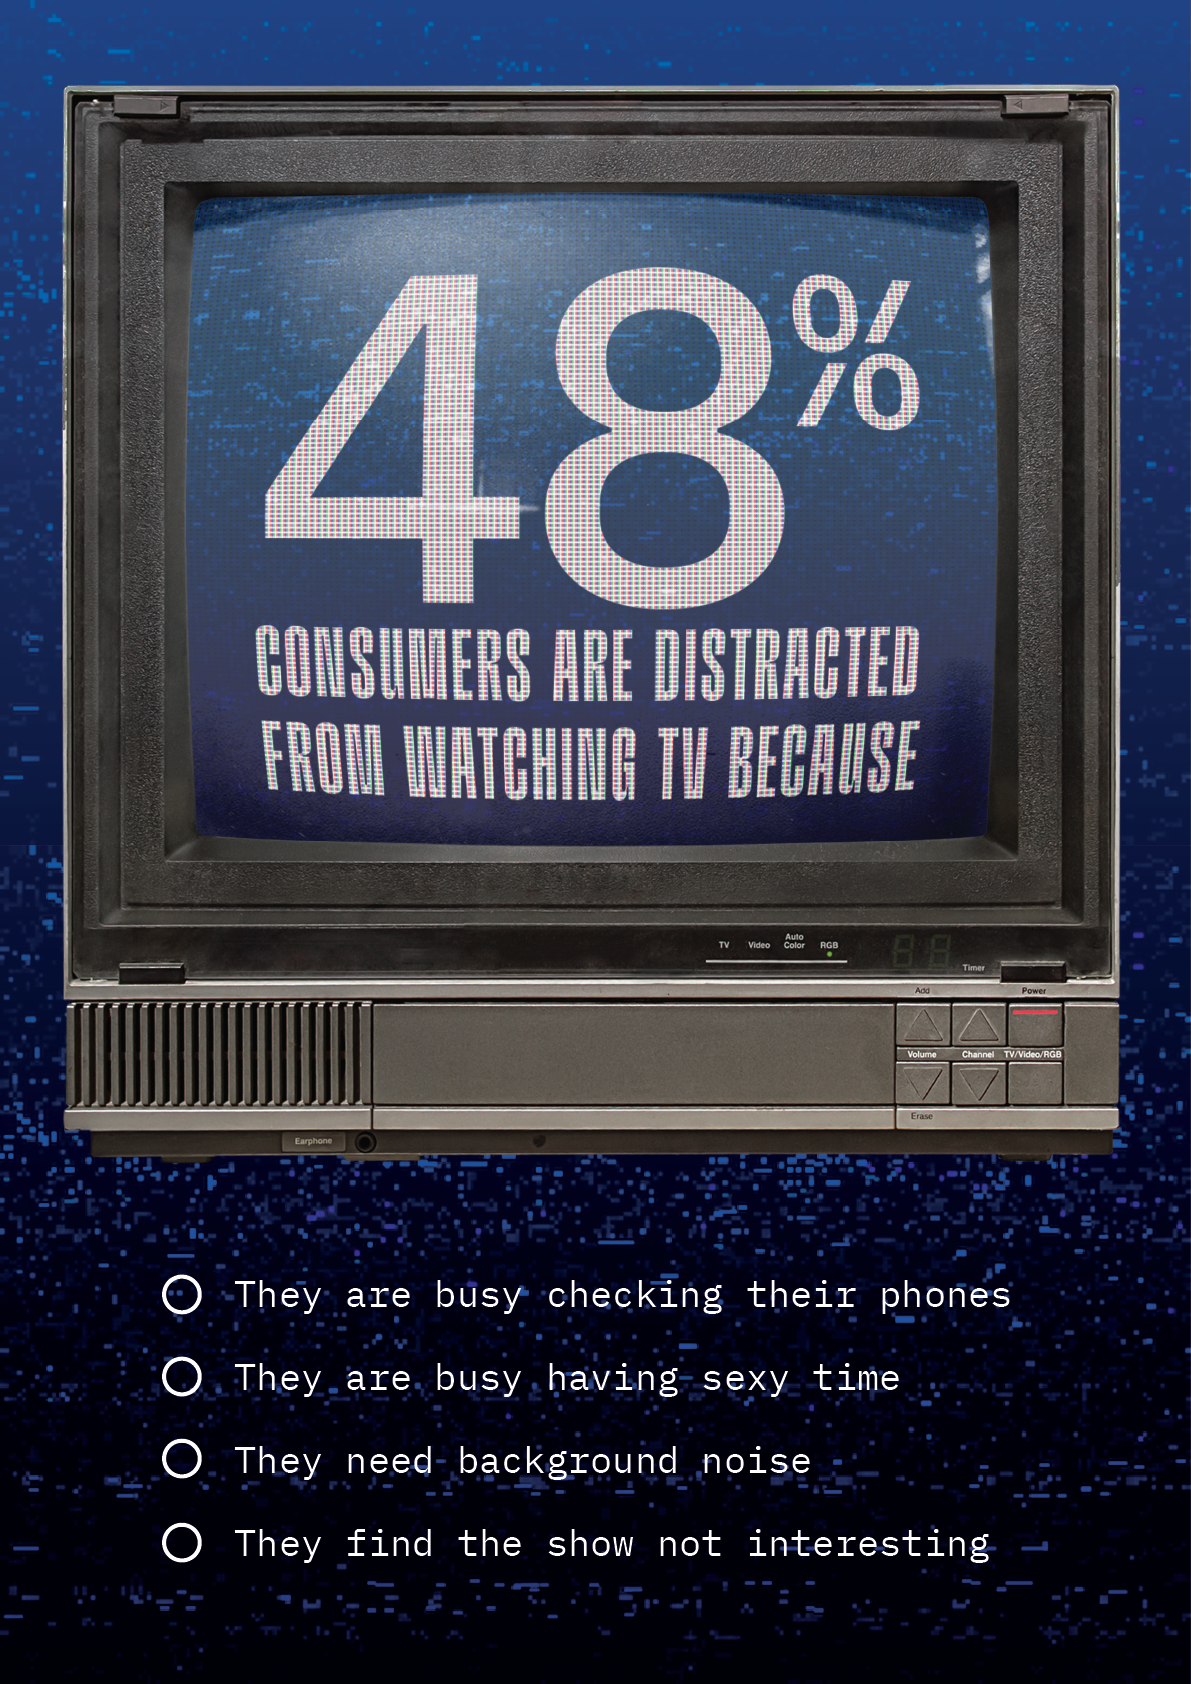 48%
CONSUMERS ARE DISTRACTED
FROM WATCHING TV BECAUSE
TV Video Auto Color RGB
Timer
Add Power
Volume Channel TV/Video/RGB
Erase
Earphone
They are busy checking their phones
They are busy having sexy time
They need background noise
They find the show not interesting